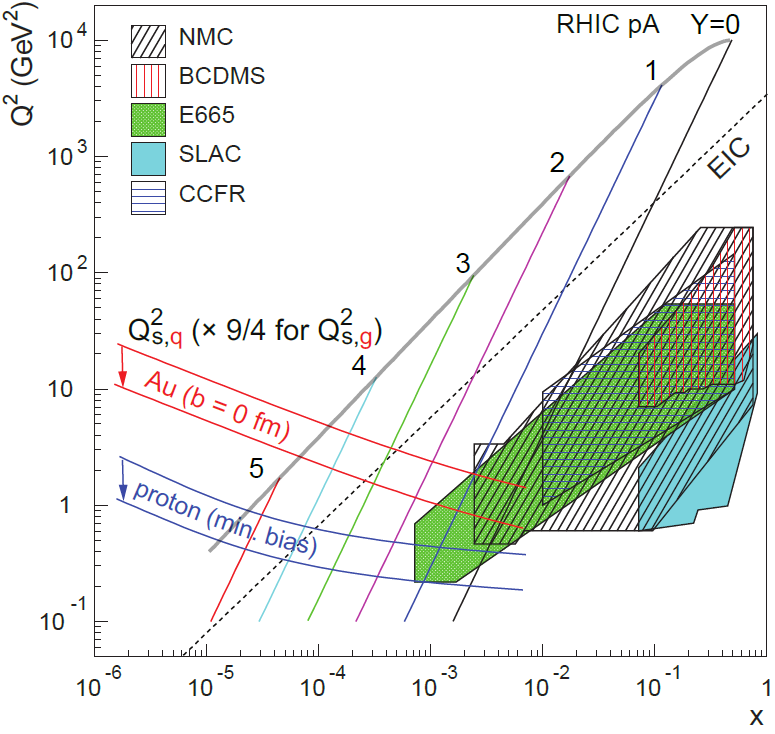 RHIC pA Y=0
Q² (GeV²)
10⁴
10³
10²
10
1
10⁻¹
NMC
BCDMS
E665
SLAC
CCFR
1
2
3
4
5
EIC
Q²s,q (× 9/4 for Q²s,g)
Au (b = 0 fm)
proton (min. bias)
10⁻⁶ 10⁻⁵ 10⁻⁴ 10⁻³ 10⁻² 10⁻¹ 1
x